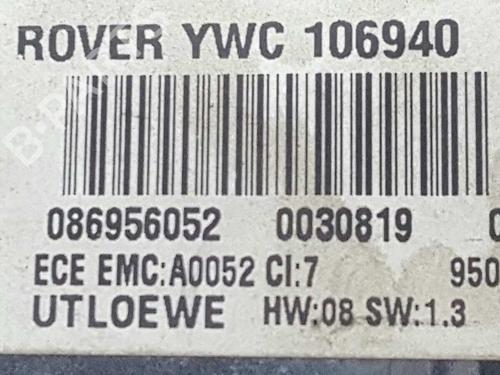 ROVER YWC 106940
086956052 0030819
ECE EMC:A0052 CI:7 950
UTLOEWE HW:08 SW:1.3